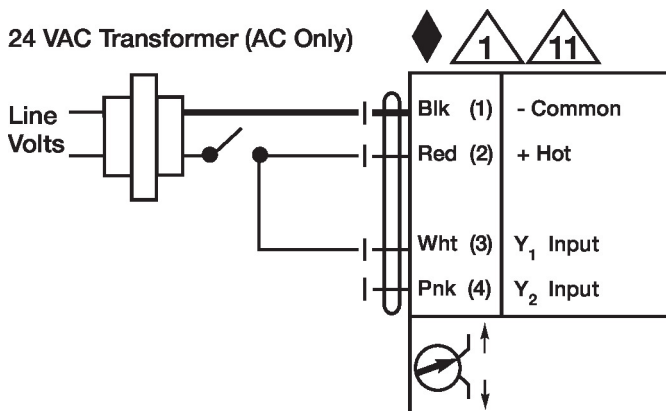 24 VAC Transformer (AC Only)
1
11
Line
Volts
Blk (1) - Common
Red (2) + Hot
Wht (3) Y1 Input
Pnk (4) Y2 Input